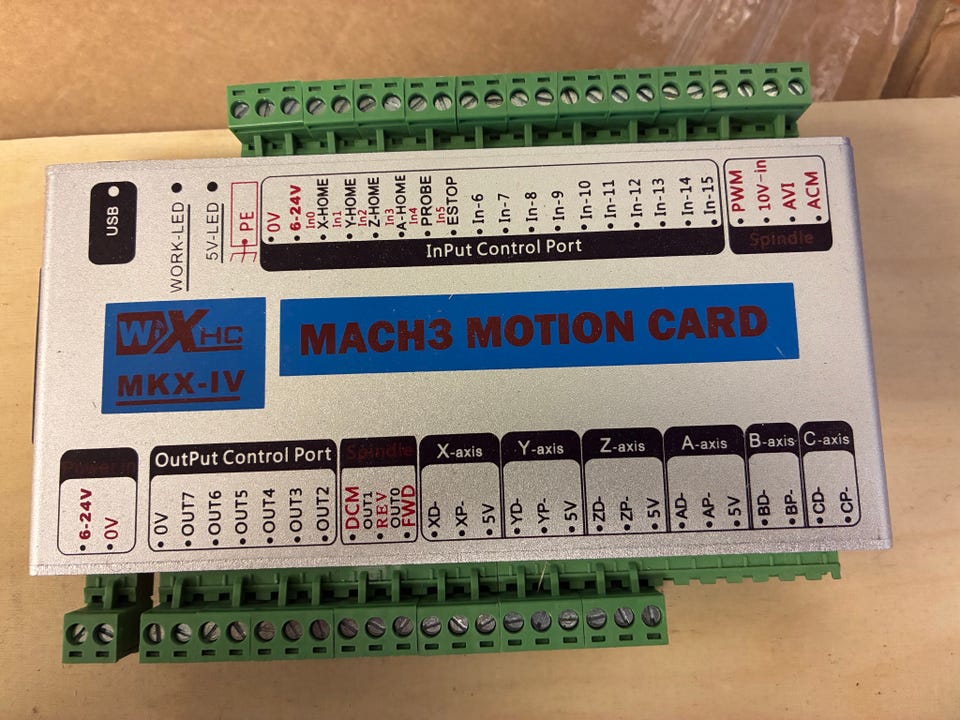 USB
WORK-LED
5V-LED
PE
0V
6-24V
In0
X-HOME
In1
Y-HOME
In2
Z-HOME
In3
A-HOME
In4
PROBE
In5
ESTOP
In-6
In-7
In-8
In-9
In-10
In-11
In-12
In-13
In-14
In-15
InPut Control Port
PWM
10V-in
AVI
ACM
Spindle
WiXHC
MKX-IV
MACH3 MOTION CARD
Power in
6-24V
0V
OutPut Control Port
0V
OUT7
OUT6
OUT5
OUT4
OUT3
OUT2
Spindle
DCM
OUT1
REV
OUT0
FWD
X-axis
XD-
XP-
5V
Y-axis
YD-
YP-
5V
Z-axis
ZD-
ZP-
5V
A-axis
AD-
AP-
5V
B-axis
BD-
BP-
C-axis
CD-
CP-